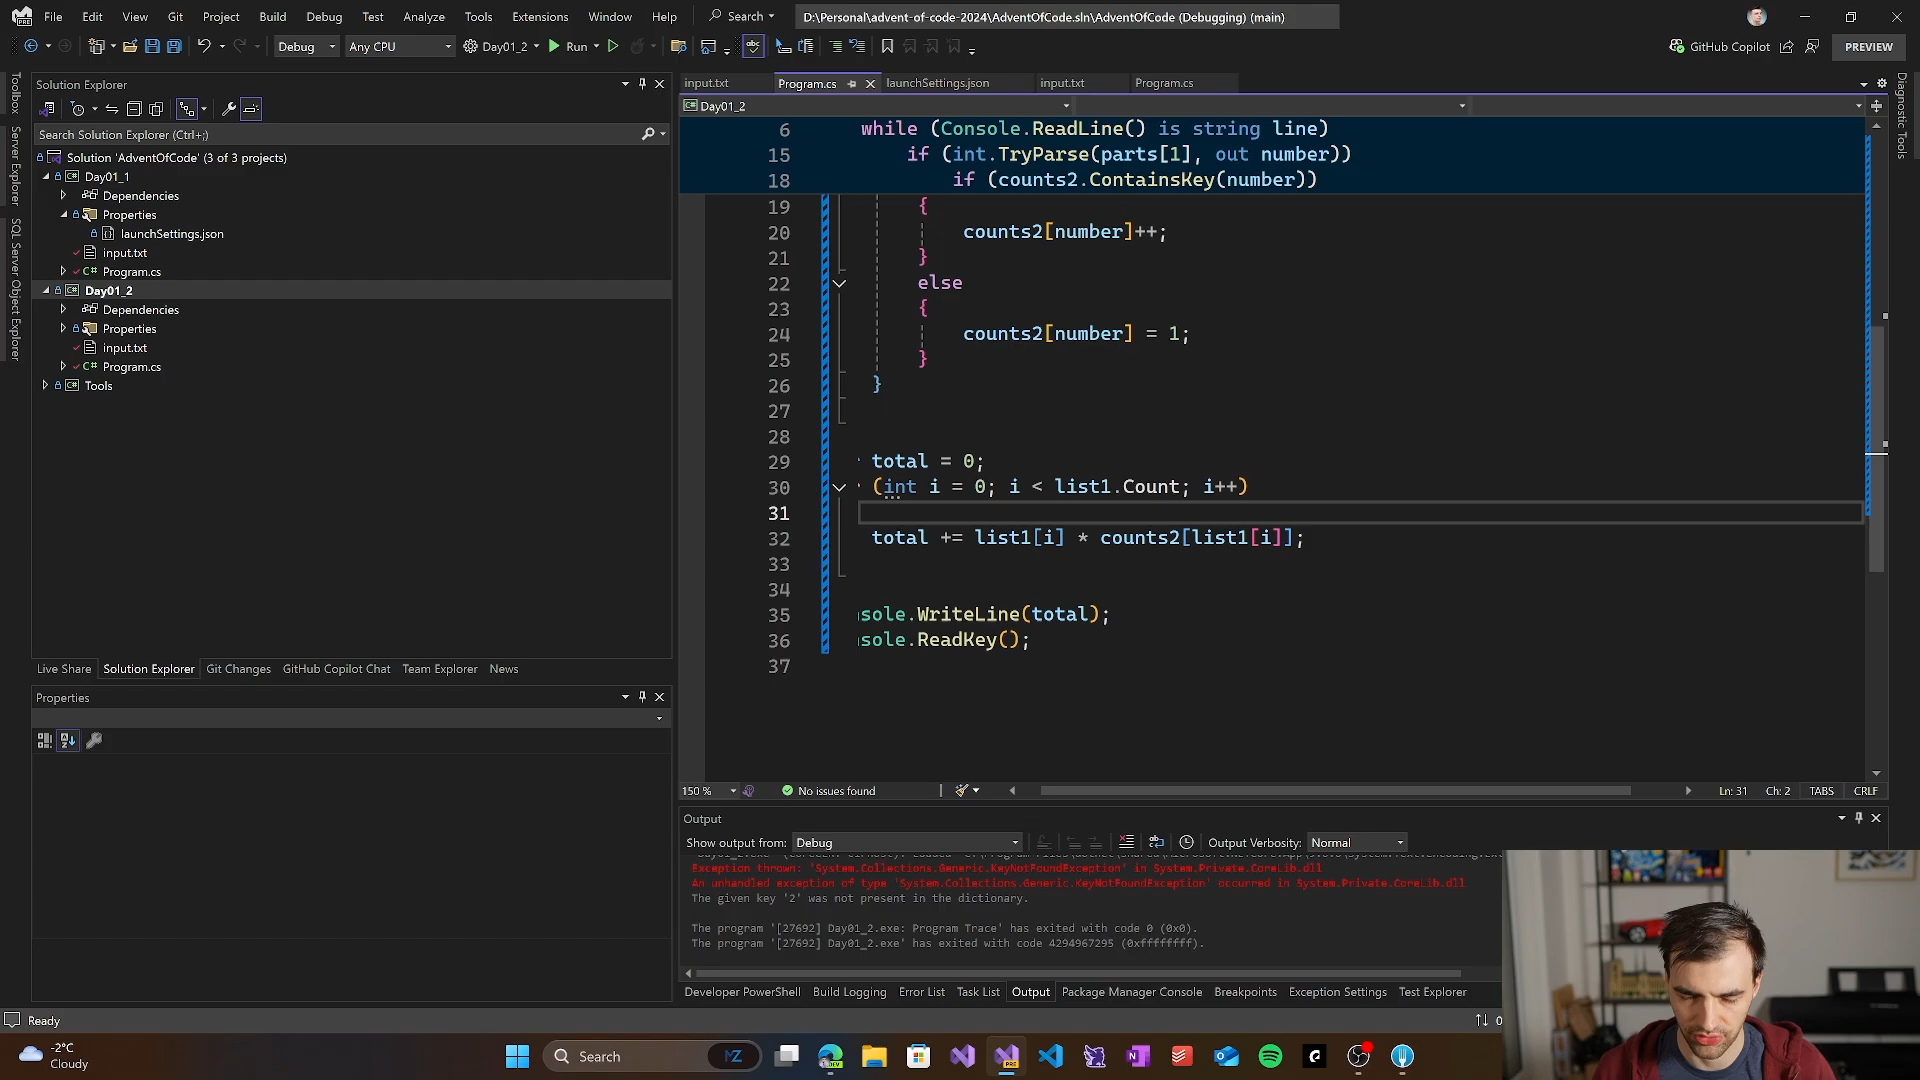 File Edit View Git Project Build Debug Test Analyze Tools Extensions Window Help Search D:\Personal\advent-of-code-2024\AdventOfCode.sln\AdventOfCode (Debugging) (main)
Debug Any CPU Day01_2 Run GitHub Copilot PREVIEW
Toolbox
Server Explorer
SQL Server Object Explorer
Solution Explorer
Search Solution Explorer (Ctrl+;)
Solution 'AdventOfCode' (3 of 3 projects)
Day01_1
Dependencies
Properties
launchSettings.json
input.txt
Program.cs
Day01_2
Dependencies
Properties
input.txt
Program.cs
Tools
Live Share Solution Explorer Git Changes GitHub Copilot Chat Team Explorer News
Properties
input.txt Program.cs launchSettings.json input.txt Program.cs
Day01_2
6 while (Console.ReadLine() is string line)
15 if (int.TryParse(parts[1], out number))
18 if (counts2.ContainsKey(number))
19 {
20 counts2[number]++;
21 }
22 else
23 {
24 counts2[number] = 1;
25 }
26 }
27
28
29 total = 0;
30 (int i = 0; i < list1.Count; i++)
31
32 total += list1[i] * counts2[list1[i]];
33
34
35 sole.WriteLine(total);
36 sole.ReadKey();
37
150 % No issues found Ln: 31 Ch: 2 TABS CRLF
Diagnostic Tools
Output
Show output from: Debug Output Verbosity: Normal
Exception thrown: 'System.Collections.Generic.KeyNotFoundException' in System.Private.CoreLib.dll
An unhandled exception of type 'System.Collections.Generic.KeyNotFoundException' occurred in System.Private.CoreLib.dll
The given key '2' was not present in the dictionary.
The program '[27692] Day01_2.exe: Program Trace' has exited with code 0 (0x0).
The program '[27692] Day01_2.exe' has exited with code 4294967295 (0xffffffff).
Developer PowerShell Build Logging Error List Task List Output Package Manager Console Breakpoints Exception Settings Test Explorer
Ready 0
-2°C
Cloudy
Search MZ